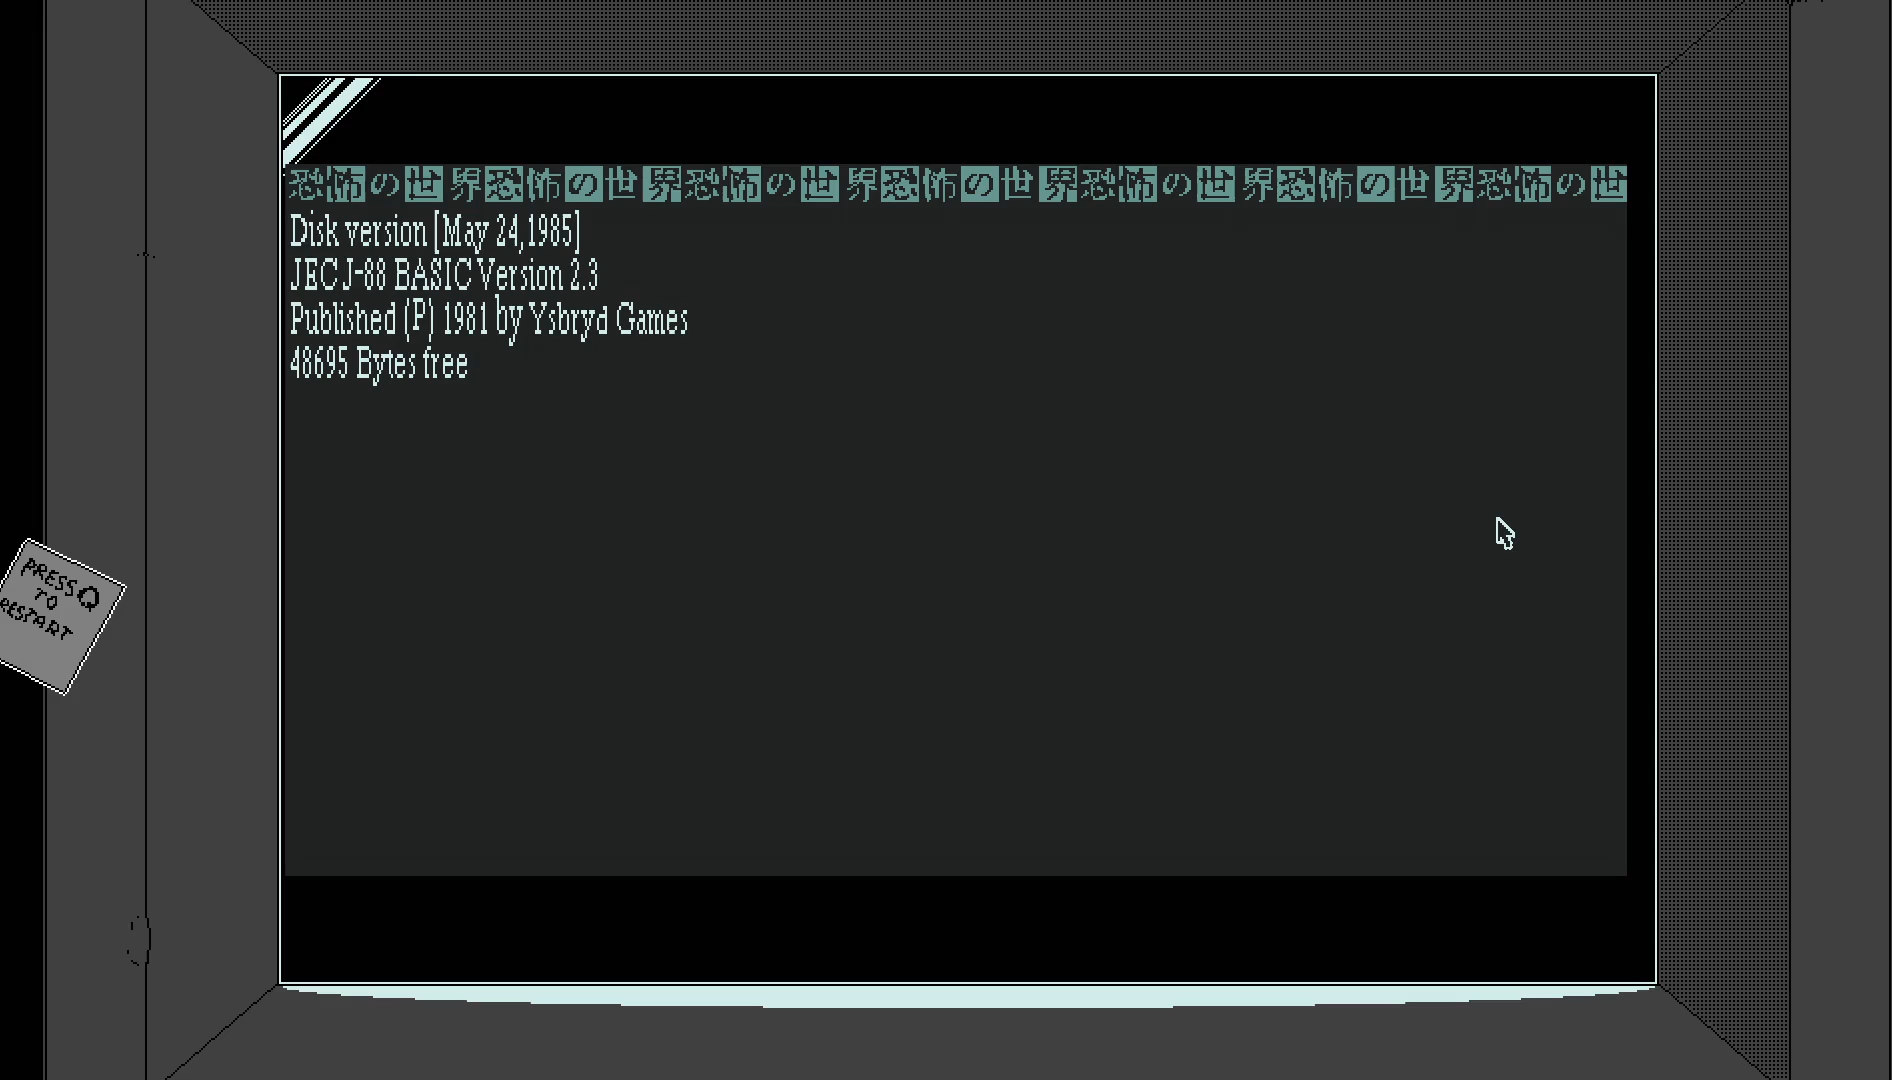 恐怖の世界恐怖の世界恐怖の世界恐怖の世界恐怖の世界恐怖の世界恐怖の世
Disk version [May 24,1985]
JEC J-88 BASIC Version 2.3
Published (P) 1981 by Ysbryd Games
48695 Bytes free
PRESS Q
TO
RESTART